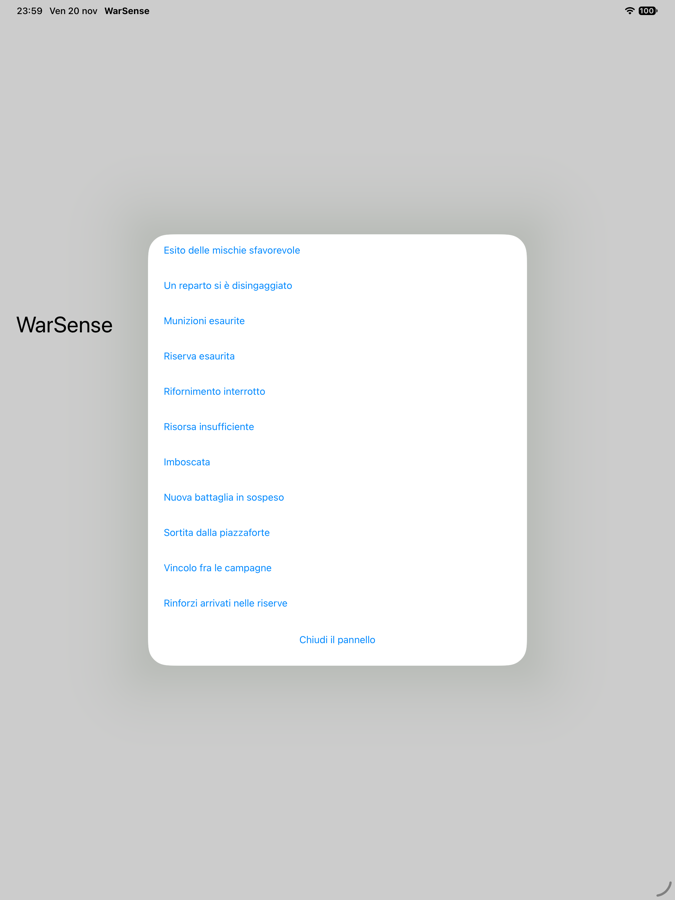 23:59 Ven 20 nov WarSense
100
Esito delle mischie sfavorevole
Un reparto si è disingaggiato
WarSense
Munizioni esaurite
Riserva esaurita
Rifornimento interrotto
Risorsa insufficiente
Imboscata
Nuova battaglia in sospeso
Sortita dalla piazzaforte
Vincolo fra le campagne
Rinforzi arrivati nelle riserve
Chiudi il pannello